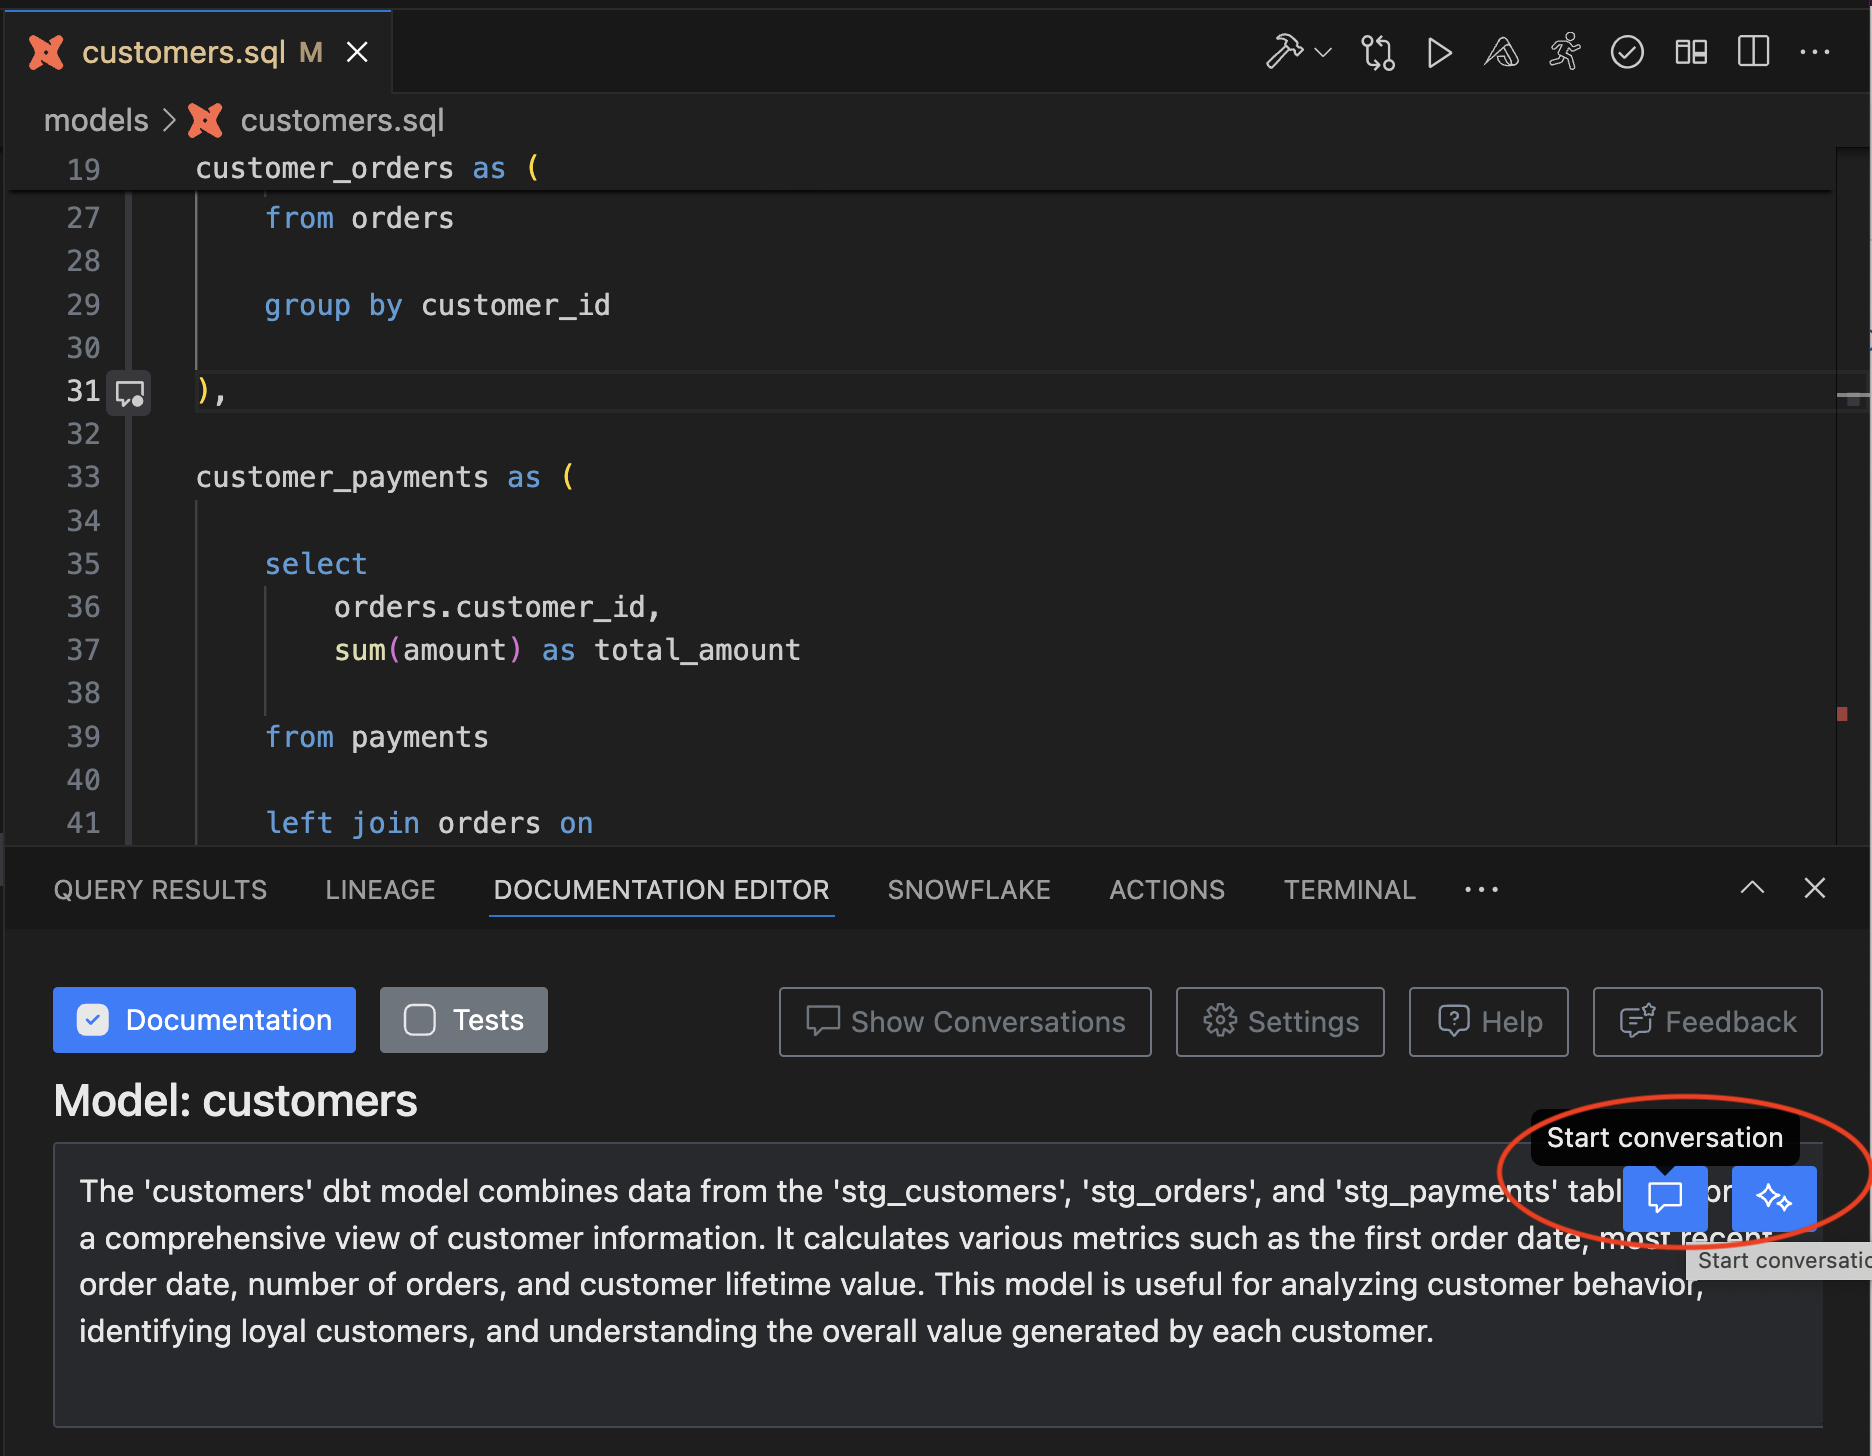 customers.sql M
models > customers.sql
19 customer_orders as (
27 from orders
28
29 group by customer_id
30
31 ),
32
33 customer_payments as (
34
35 select
36 orders.customer_id,
37 sum(amount) as total_amount
38
39 from payments
40
41 left join orders on
QUERY RESULTS LINEAGE DOCUMENTATION EDITOR SNOWFLAKE ACTIONS TERMINAL
Documentation Tests Show Conversations Settings Help Feedback
Model: customers
Start conversation
The 'customers' dbt model combines data from the 'stg_customers', 'stg_orders', and 'stg_payments'
a comprehensive view of customer information. It calculates various metrics such as the first order date, most recent
Start conversatio
order date, number of orders, and customer lifetime value. This model is useful for analyzing customer behavior,
identifying loyal customers, and understanding the overall value generated by each customer.